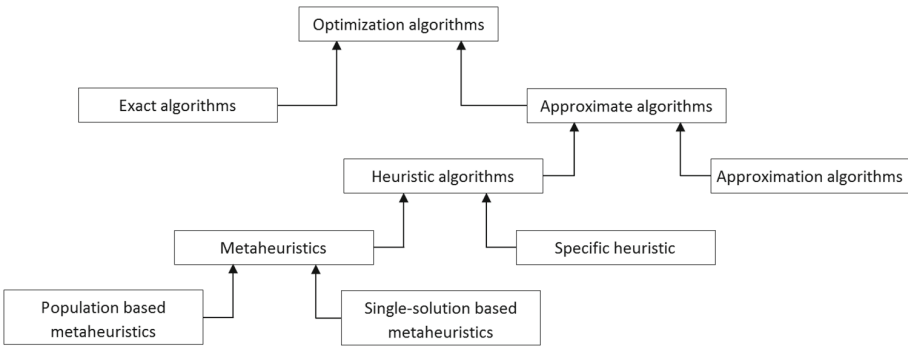 Optimization algorithms
Exact algorithms
Approximate algorithms
Heuristic algorithms
Approximation algorithms
Metaheuristics
Specific heuristic
Population based
metaheuristics
Single-solution based
metaheuristics